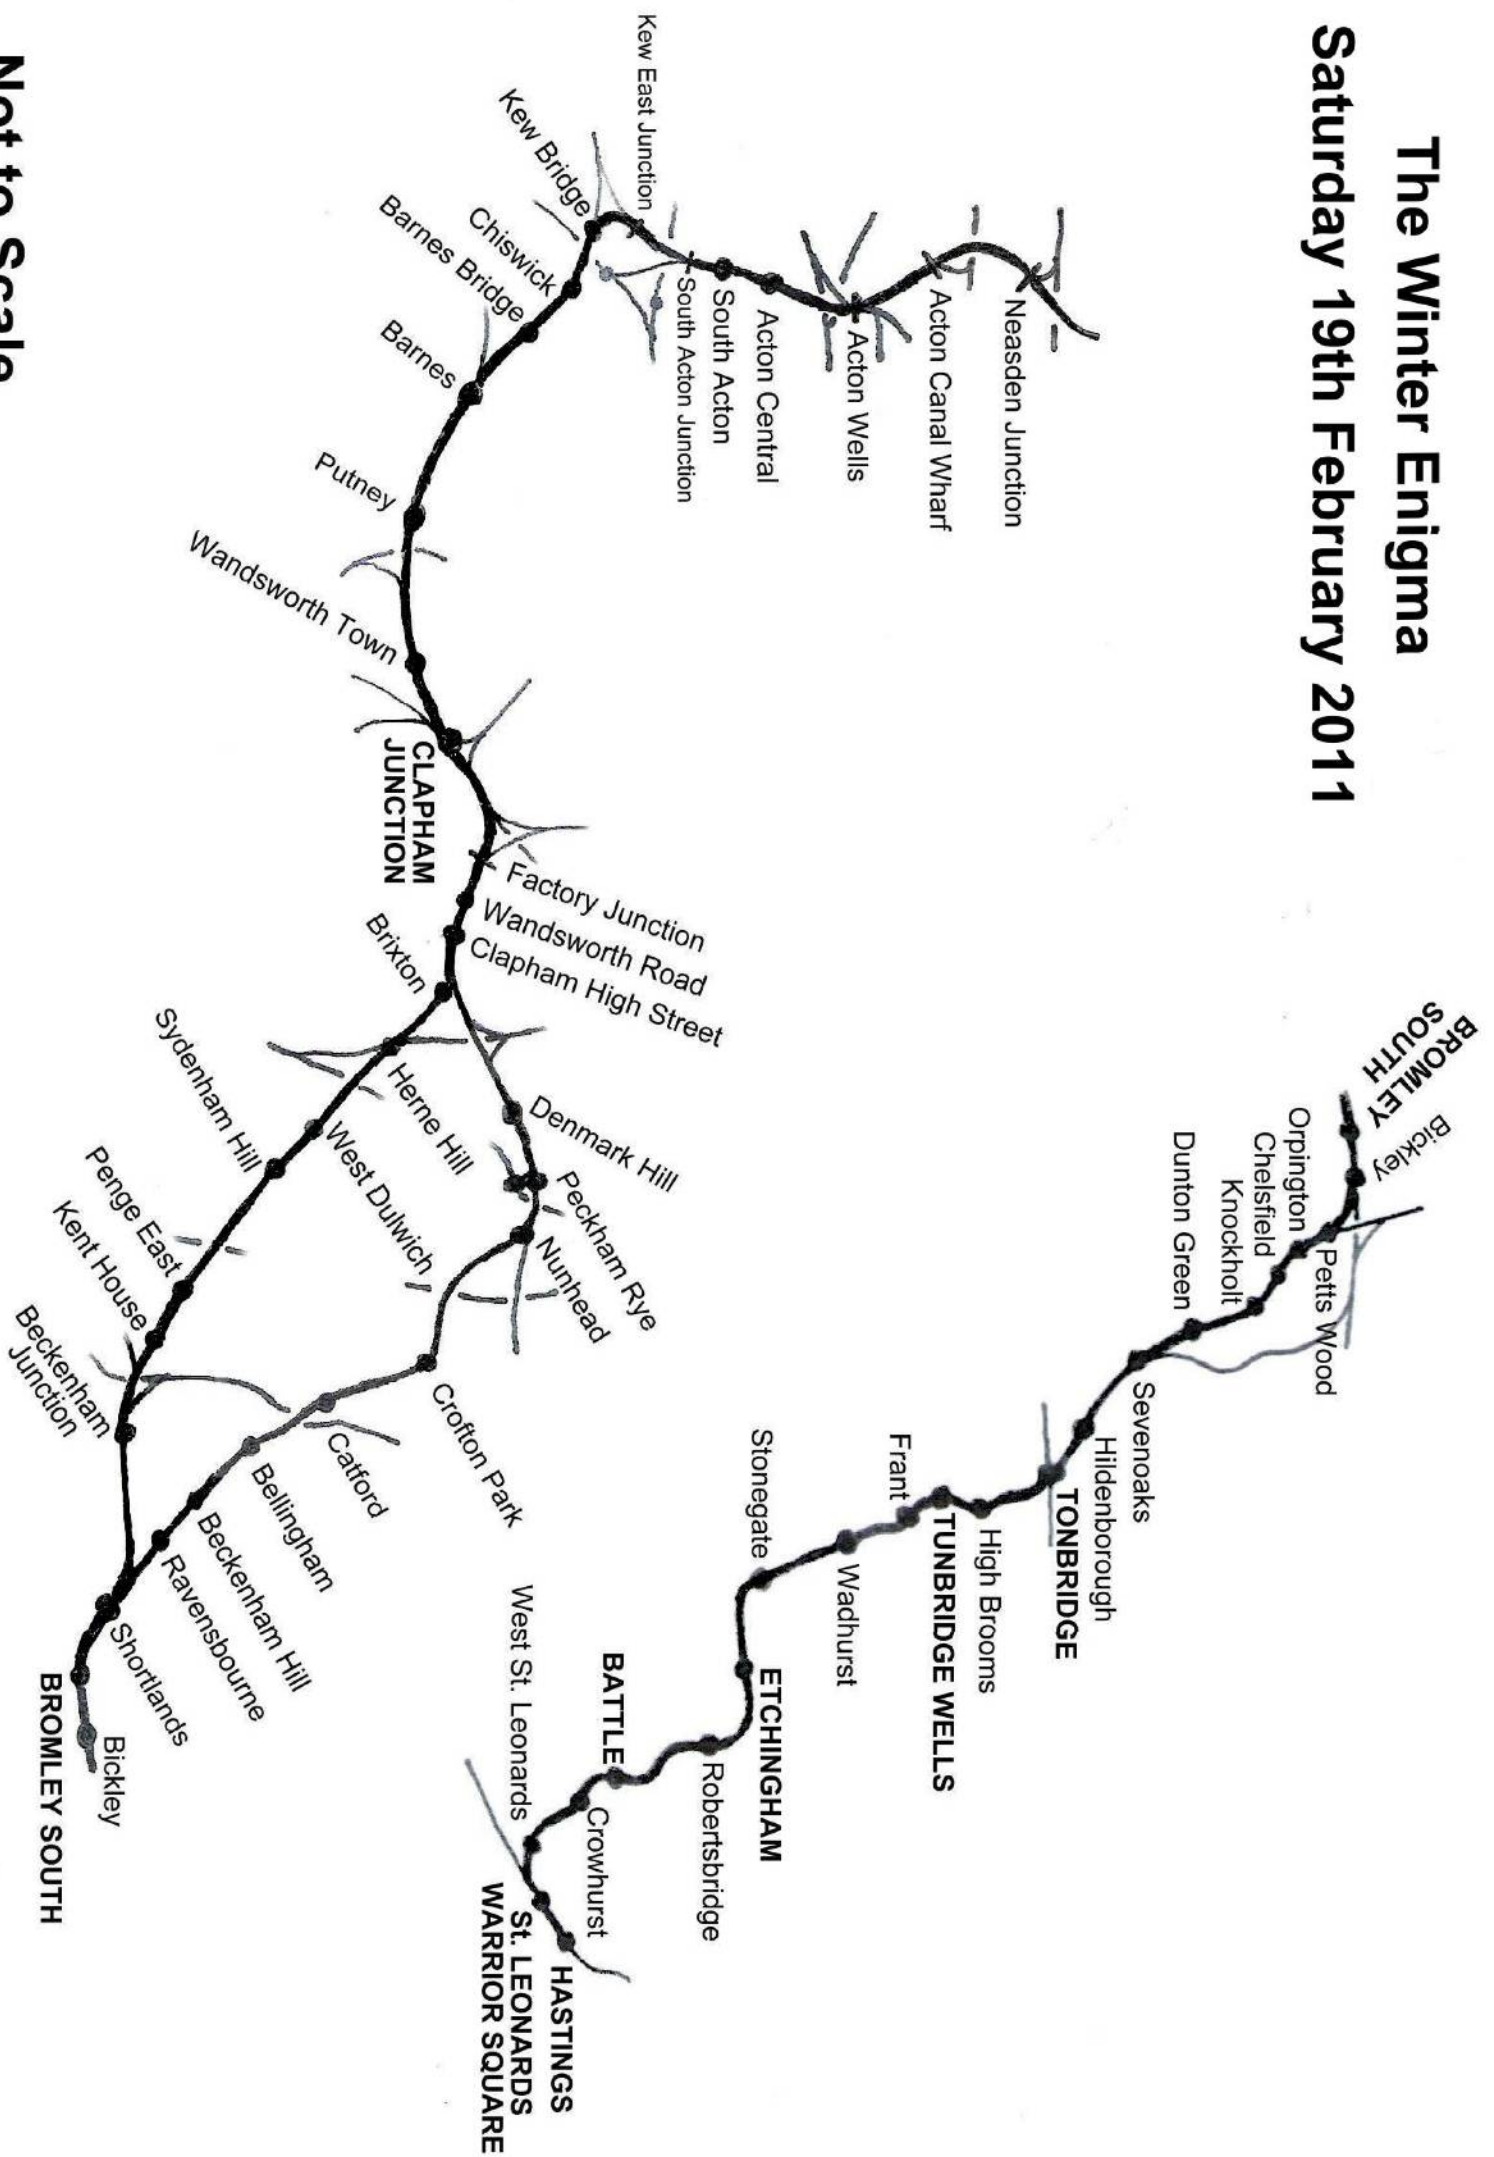 The Winter Enigma
Saturday 19th February 2011
Neasden Junction
Acton Canal Wharf
Acton Wells
Acton Central
South Acton
South Acton Junction
Kew East Junction
Kew Bridge
Chiswick
Barnes Bridge
Barnes
Putney
Wandsworth Town
CLAPHAM
JUNCTION
Factory Junction
Wandsworth Road
Clapham High Street
Brixton
Herne Hill
West Dulwich
Sydenham Hill
Penge East
Kent House
Beckenham
Junction
Denmark Hill
Peckham Rye
Nunhead
Crofton Park
Catford
Bellingham
Beckenham Hill
Ravensbourne
Shortlands
BROMLEY SOUTH
Bickley
BROMLEY
SOUTH
Bickley
Petts Wood
Orpington
Chelsfield
Knockholt
Dunton Green
Sevenoaks
Hildenborough
TONBRIDGE
High Brooms
TUNBRIDGE WELLS
Frant
Wadhurst
Stonegate
ETCHINGHAM
Robertsbridge
BATTLE
Crowhurst
West St. Leonards
St. LEONARDS
WARRIOR SQUARE
HASTINGS
Not to Scale